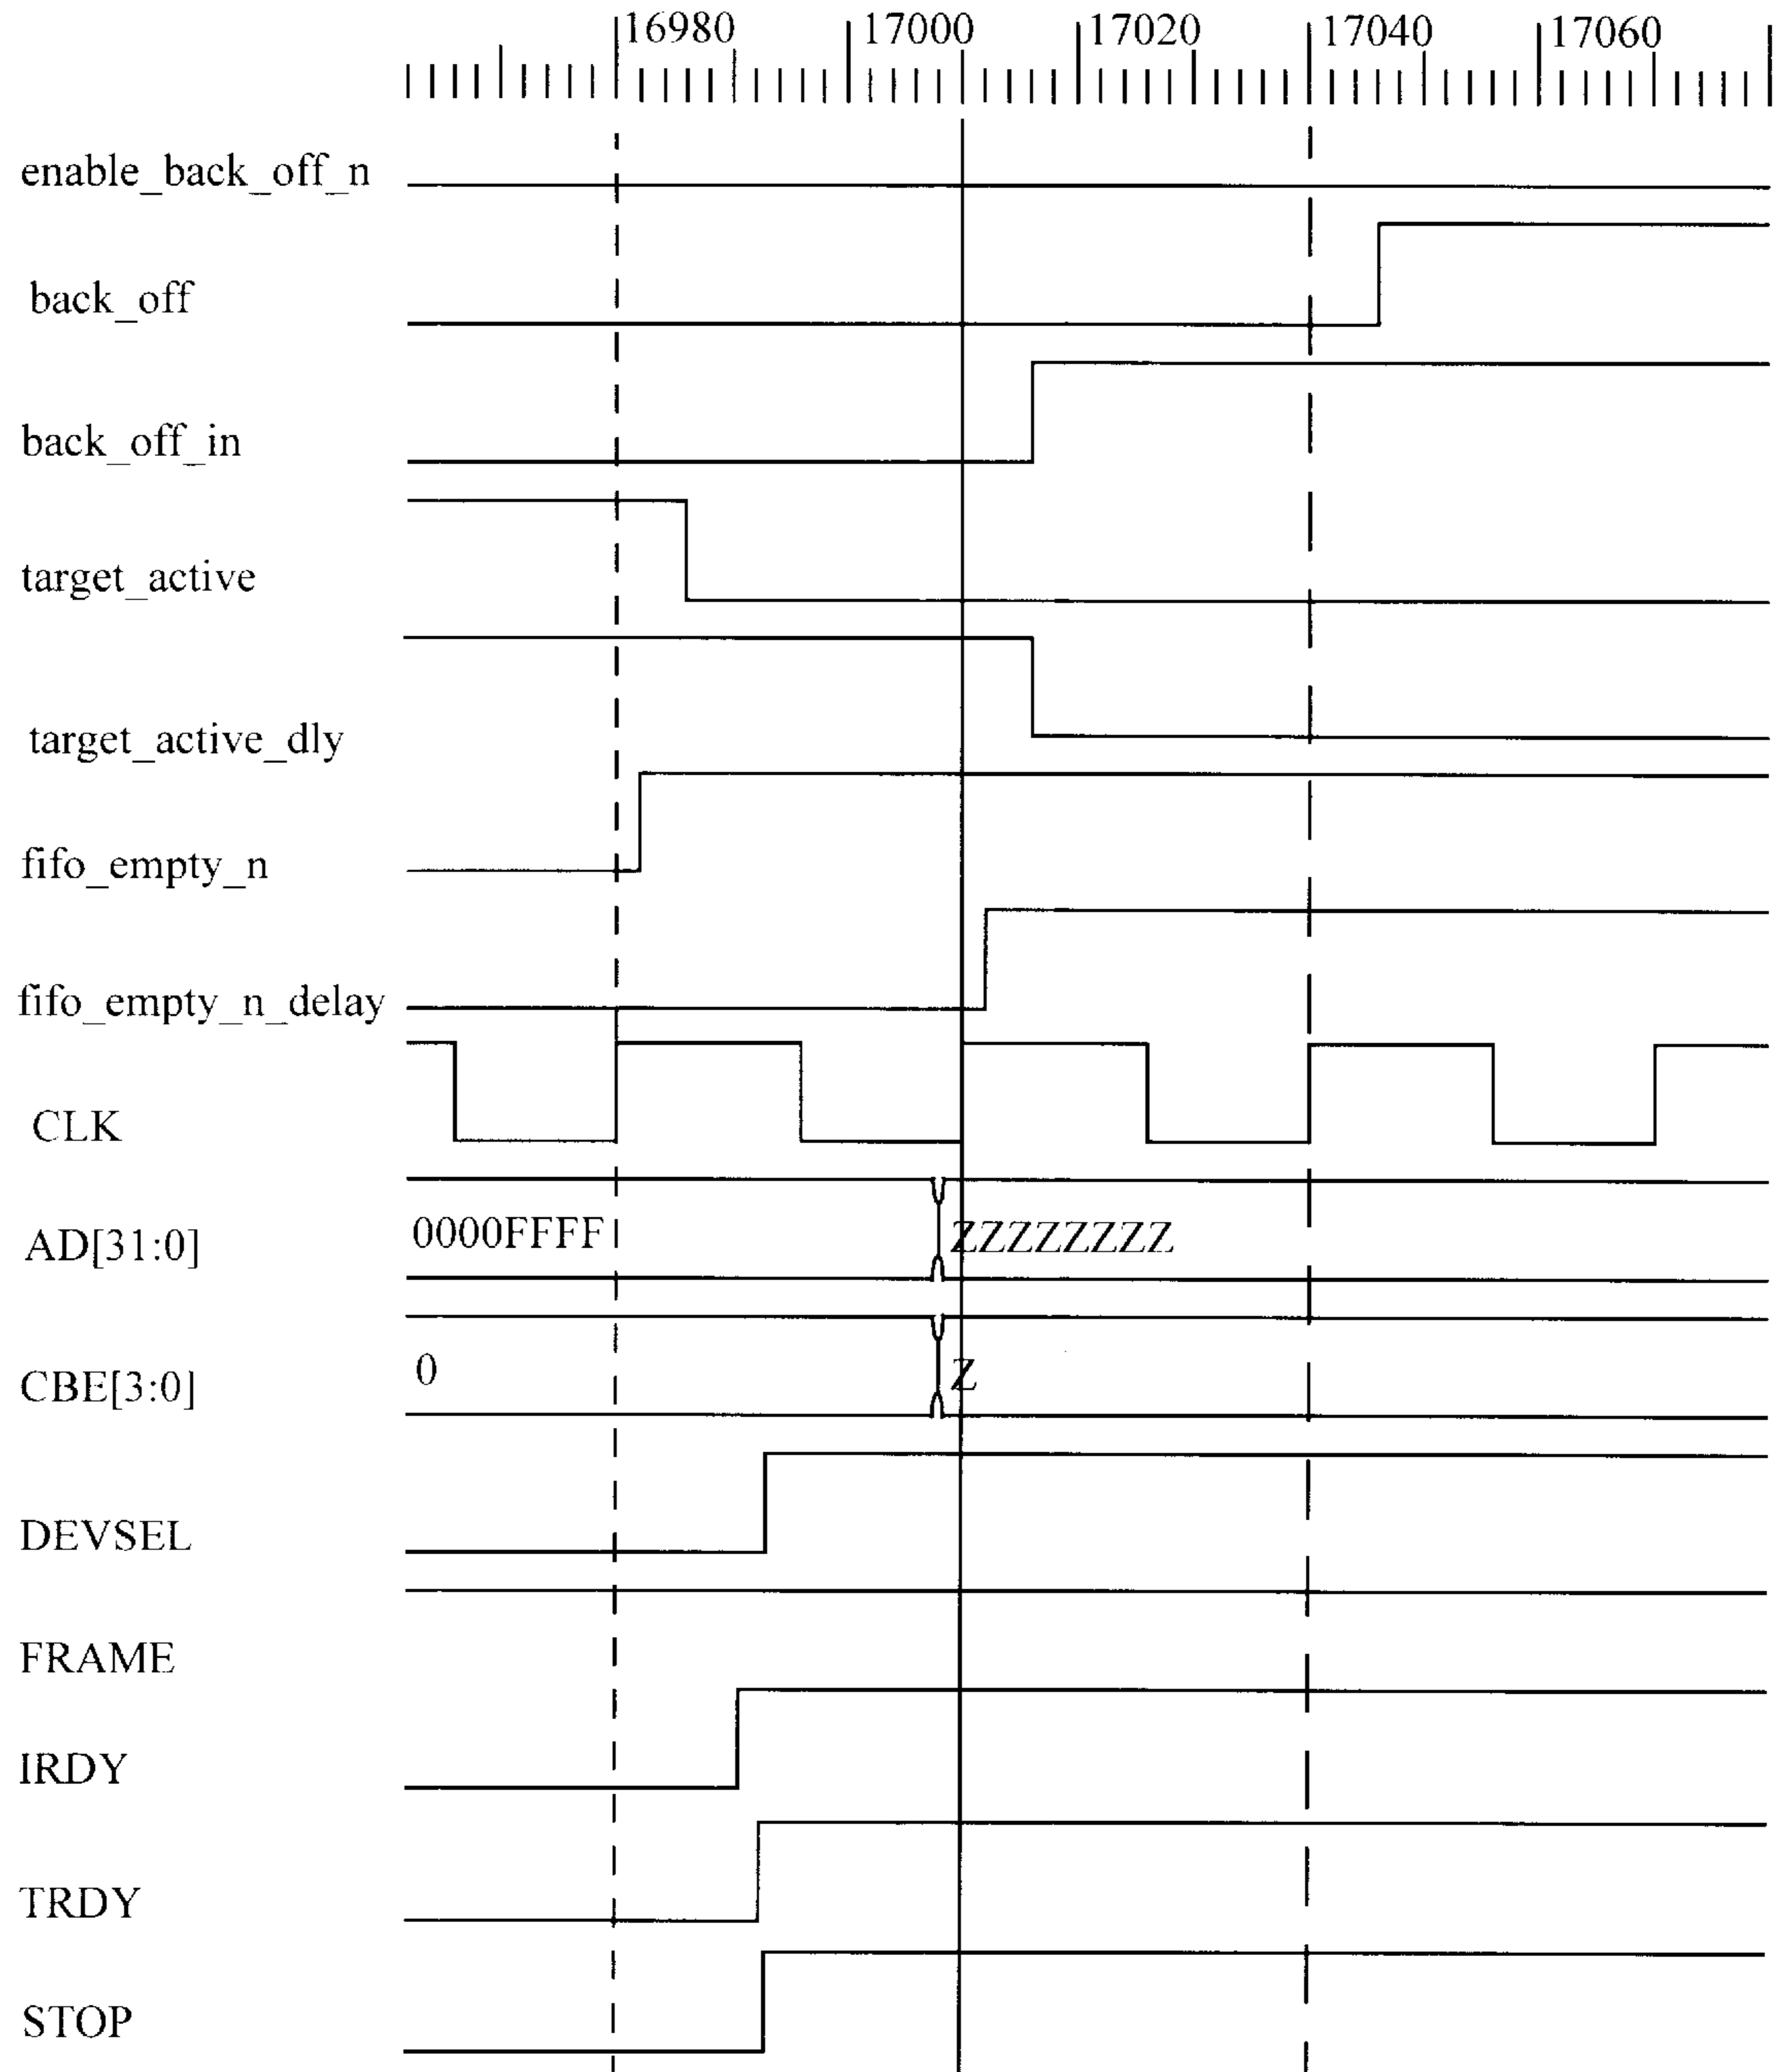 16980 17000 17020 17040 17060
enable_back_off_n
back_off
back_off_in
target_active
target_active_dly
fifo_empty_n
fifo_empty_n_delay
CLK
AD[31:0] 0000FFFF ZZZZZZZZ
CBE[3:0] 0 Z
DEVSEL
FRAME
IRDY
TRDY
STOP